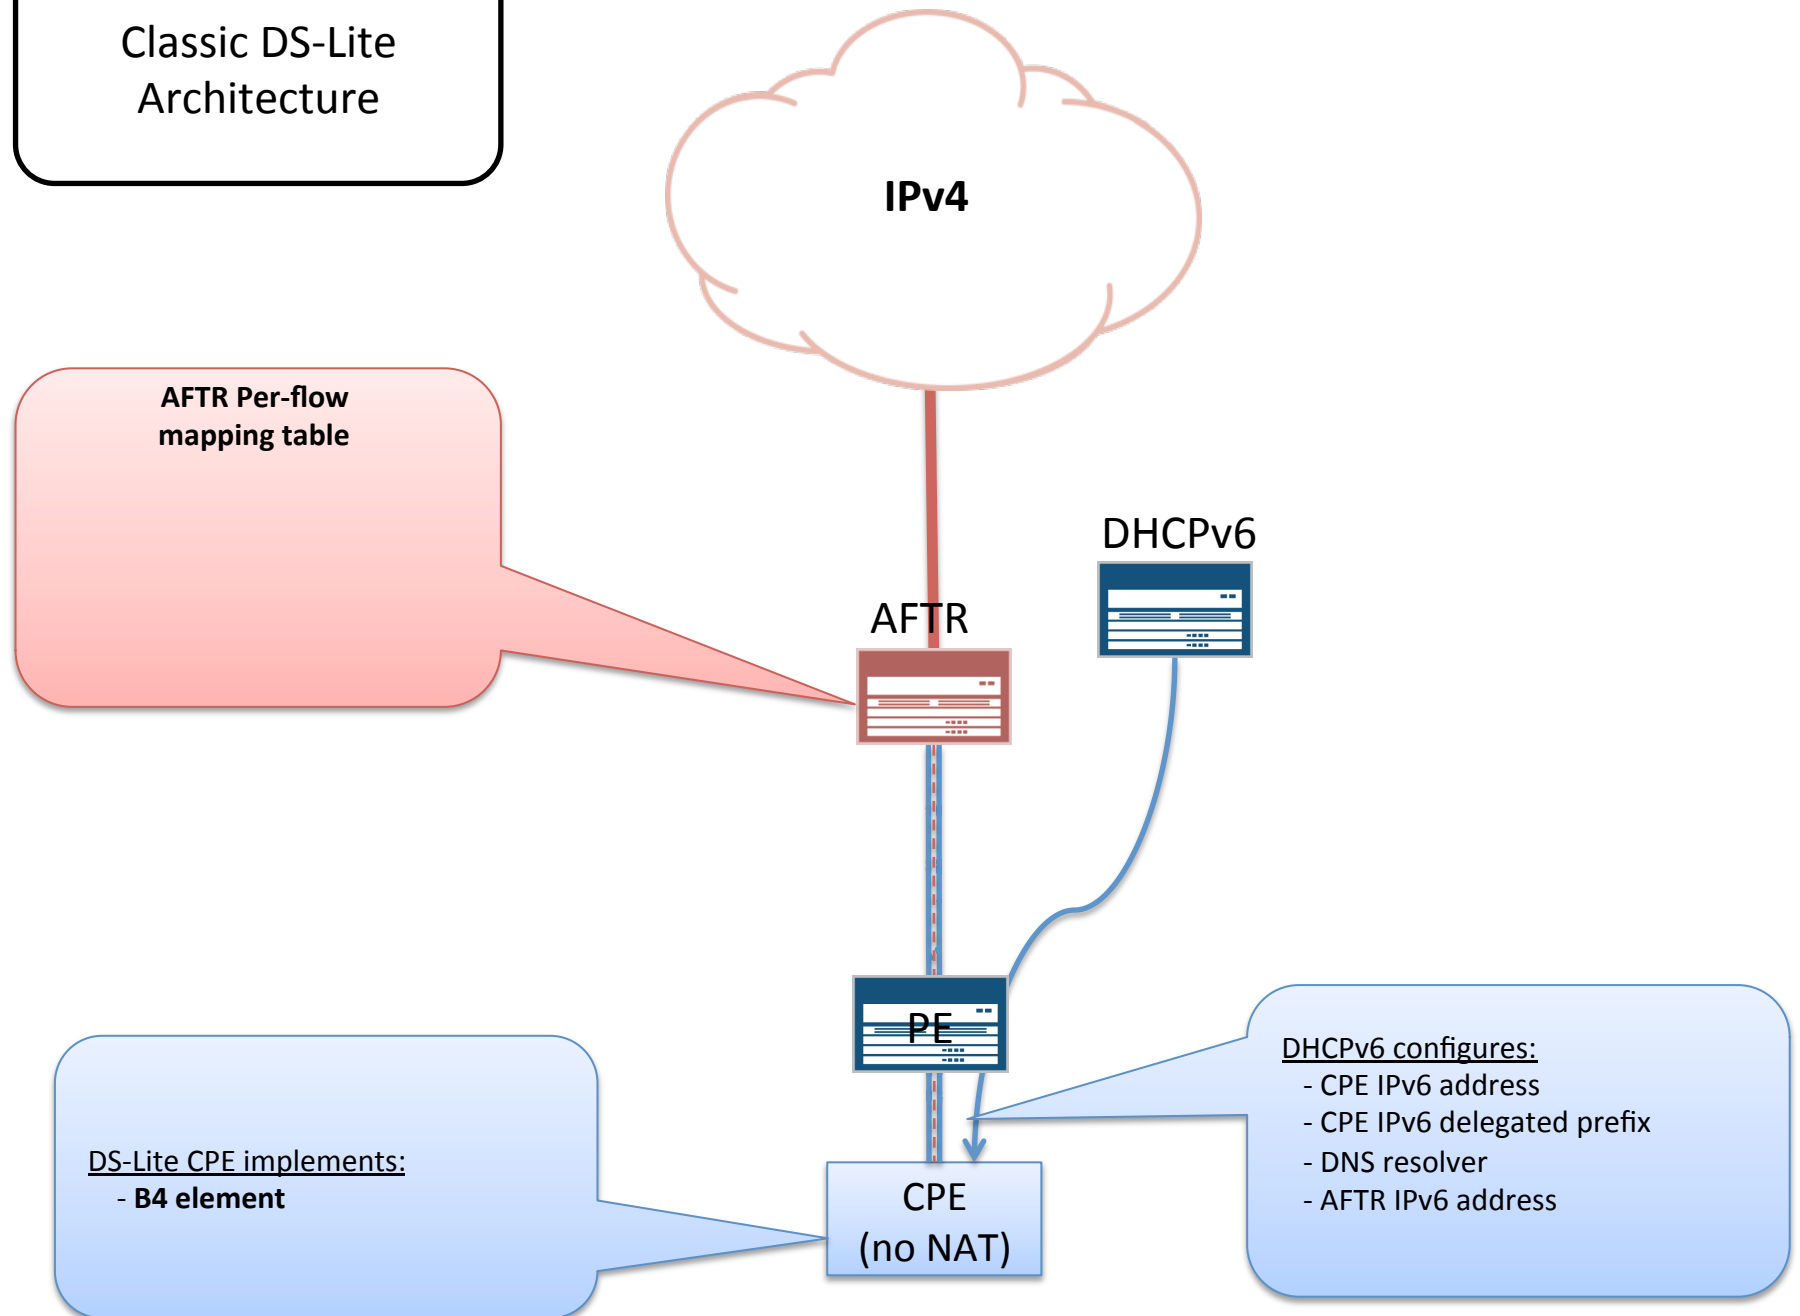 Classic DS-Lite
Architecture
IPv4
AFTR Per-flow
mapping table
DHCPv6
AFTR
PE
DHCPv6 configures:
- CPE IPv6 address
- CPE IPv6 delegated prefix
- DNS resolver
- AFTR IPv6 address
DS-Lite CPE implements:
- B4 element
CPE
(no NAT)